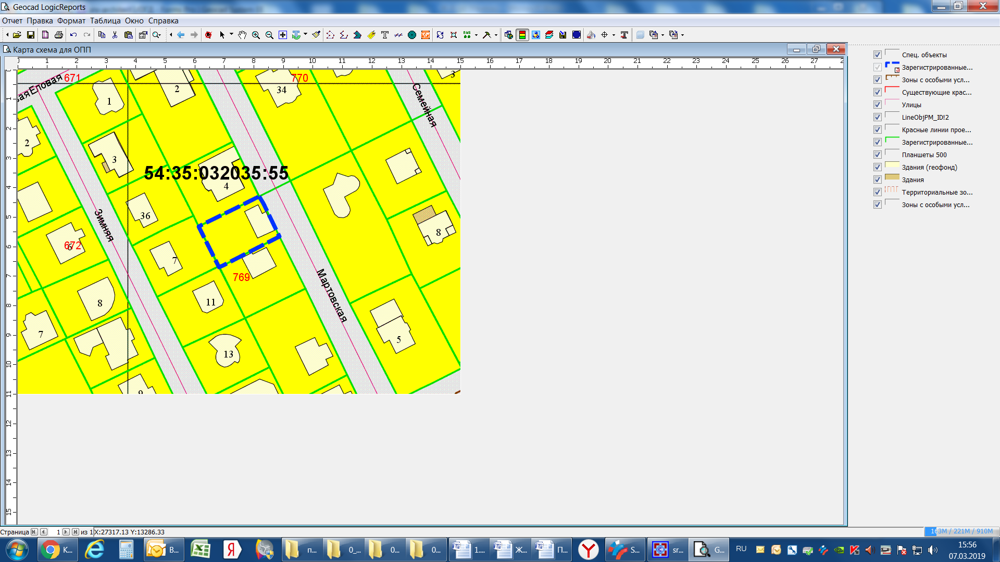 Geocad LogicReports
Отчет Правка Формат Таблица Окно Справка
Карта схема для ОПП
0 1 2 3 4 5 6 7 8 9 10 11 12 13 14 15 16 17 18 19 20 21 22 23 24 25 26 27
1
2
3
4
5
6
7
8
9
10
11
12
13
14
15
671
770
ая Еловая
1
2
34
3
Семейная
2
3
54:35:032035:55
4
36
Зимняя
6
672
7
8
769
Мартовская
8
11
7
13
5
9
Спец. объекты
Зарегистрированные...
Зоны с особыми усл...
Существующие крас...
Улицы
LineObjPM_ID!2
Красные линии прое...
Зарегистрированные...
Планшеты 500
Здания (геофонд)
Здания
Территориальные зо...
Зоны с особыми усл...
Страница 1 из 1 X:27317.13 Y:13286.33
163M / 221M / 910M
K... B... п... 0_... 0... 0... 1.... Ж... П... S... sr... G... RU
15:56
07.03.2019